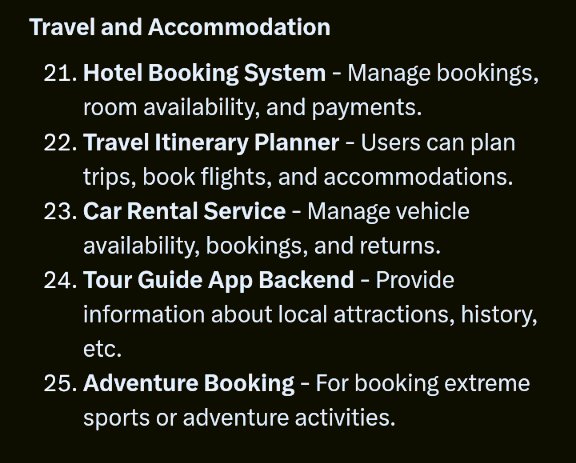 Travel and Accommodation
21. Hotel Booking System - Manage bookings,
room availability, and payments.
22. Travel Itinerary Planner - Users can plan
trips, book flights, and accommodations.
23. Car Rental Service - Manage vehicle
availability, bookings, and returns.
24. Tour Guide App Backend - Provide
information about local attractions, history,
etc.
25. Adventure Booking - For booking extreme
sports or adventure activities.